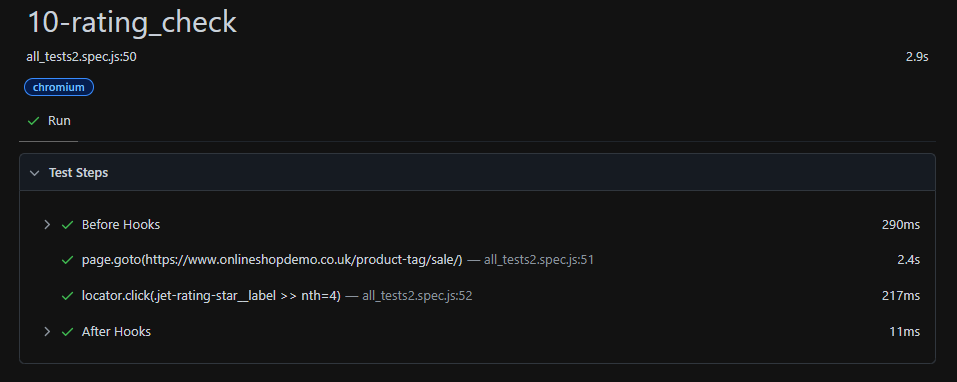 10-rating_check
all_tests2.spec.js:50 2.9s
chromium
Run
Test Steps
Before Hooks 290ms
page.goto(https://www.onlineshopdemo.co.uk/product-tag/sale/) — all_tests2.spec.js:51 2.4s
locator.click(.jet-rating-star__label >> nth=4) — all_tests2.spec.js:52 217ms
After Hooks 11ms